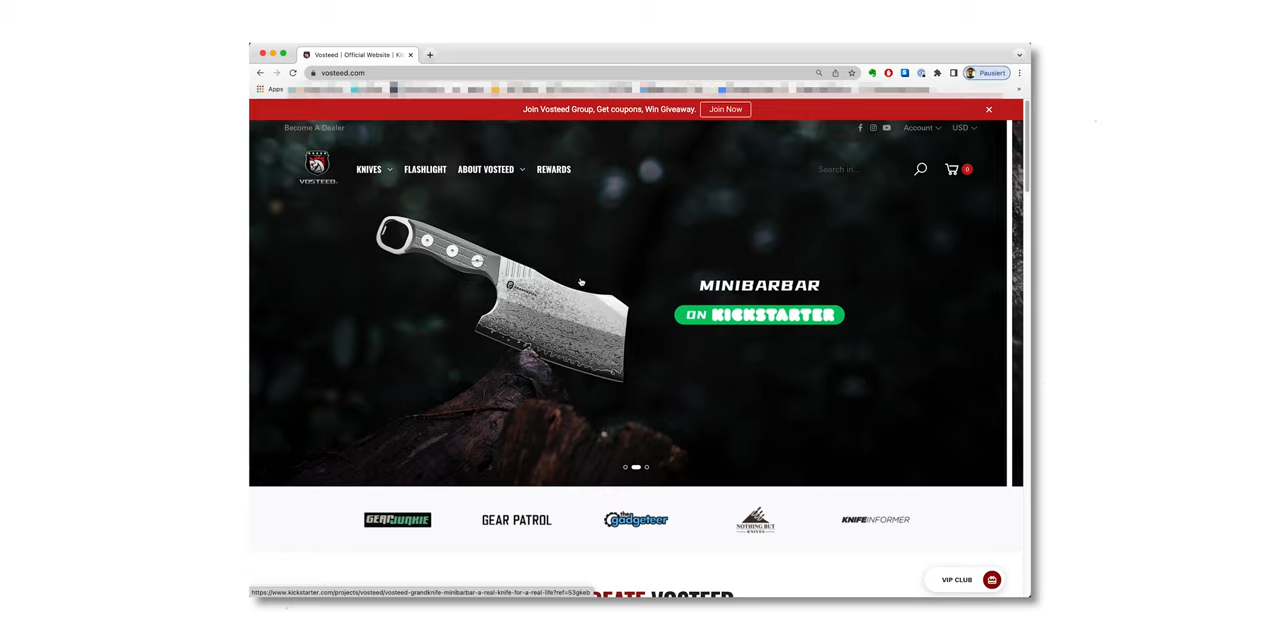 Vosteed | Official Website | Kn
vosteed.com
Pausiert
Apps
Join Vosteed Group, Get coupons, Win Giveaway. Join Now
Become A Dealer
Account
USD
VOSTEED.
KNIVES
FLASHLIGHT
ABOUT VOSTEED
REWARDS
Search in...
0
MINIBARBAR
ON KICKSTARTER
GEARJUNKIE
GEAR PATROL
the gadgeteer
NOTHING BUT
KNIVES
KNIFEINFORMER
VIP CLUB
https://www.kickstarter.com/projects/vosteed/vosteed-grandknife-minibarbar-a-real-knife-for-a-real-life?ref=53gkeb
VOSTEED